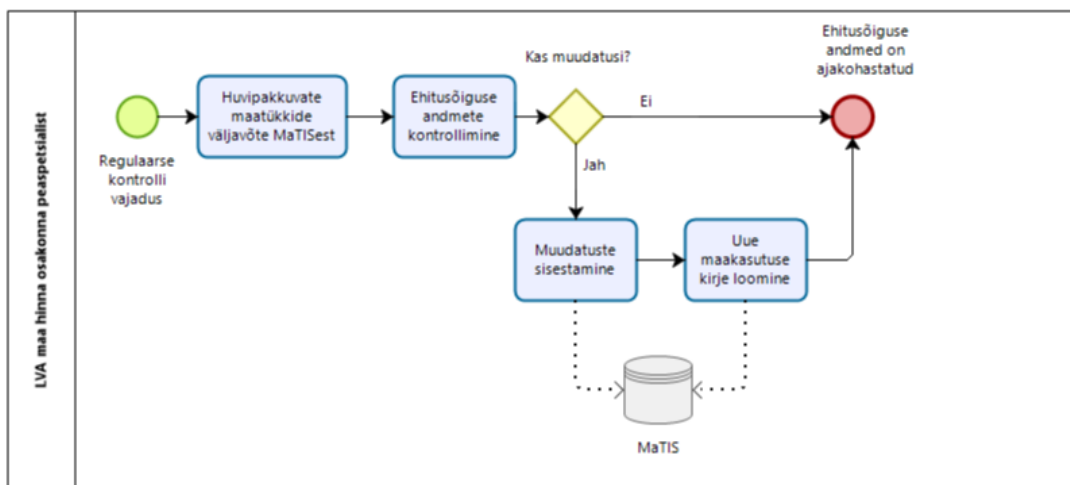 LVA maa hinna osakonna peaspetsialist
Regulaarse
kontrolli
vajadus
Huvipakkuvate
maatükkide
väljavõte MaTISest
Ehitusõiguse
andmete
kontrollimine
Kas muudatusi?
Ei
Jah
Ehitusõiguse
andmed on
ajakohastatud
Muudatuste
sisestamine
Uue
maakasutuse
kirje loomine
MaTIS